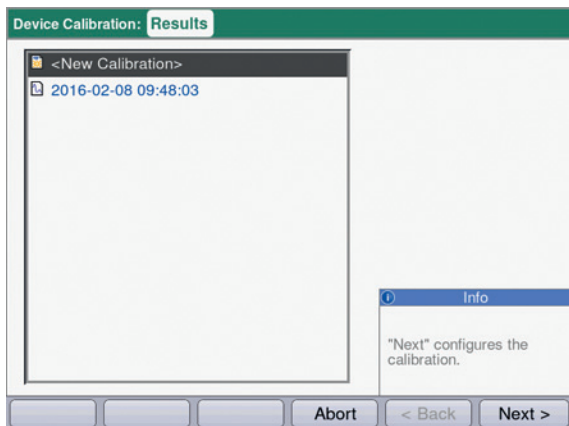 Device Calibration: Results
<New Calibration>
2016-02-08 09:48:03
Info
"Next" configures the
calibration.
Abort
< Back
Next >